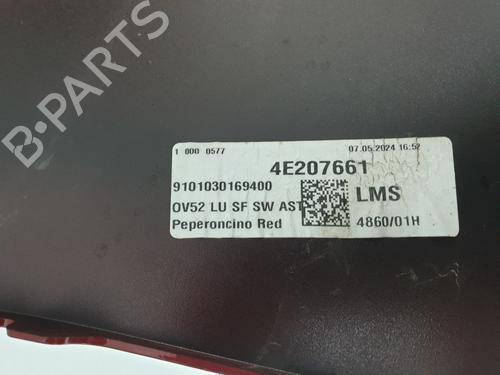 B-PARTS
1 000 0577 07.05.2024 16:52
4E207661
9101030169400
OV52 LU SF SW AST
LMS
Peperoncino Red 4860/01H